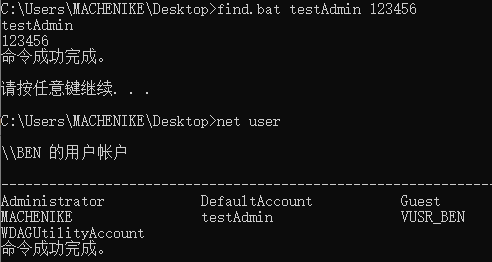 C:\Users\MACHENIKE\Desktop>find.bat testAdmin 123456
testAdmin
123456
命令成功完成。
请按任意键继续. . .
C:\Users\MACHENIKE\Desktop>net user
\\BEN 的用户帐户
-------------------------------------------------------------------------------
Administrator            DefaultAccount           Guest
MACHENIKE                testAdmin                VUSR_BEN
WDAGUtilityAccount
命令成功完成。